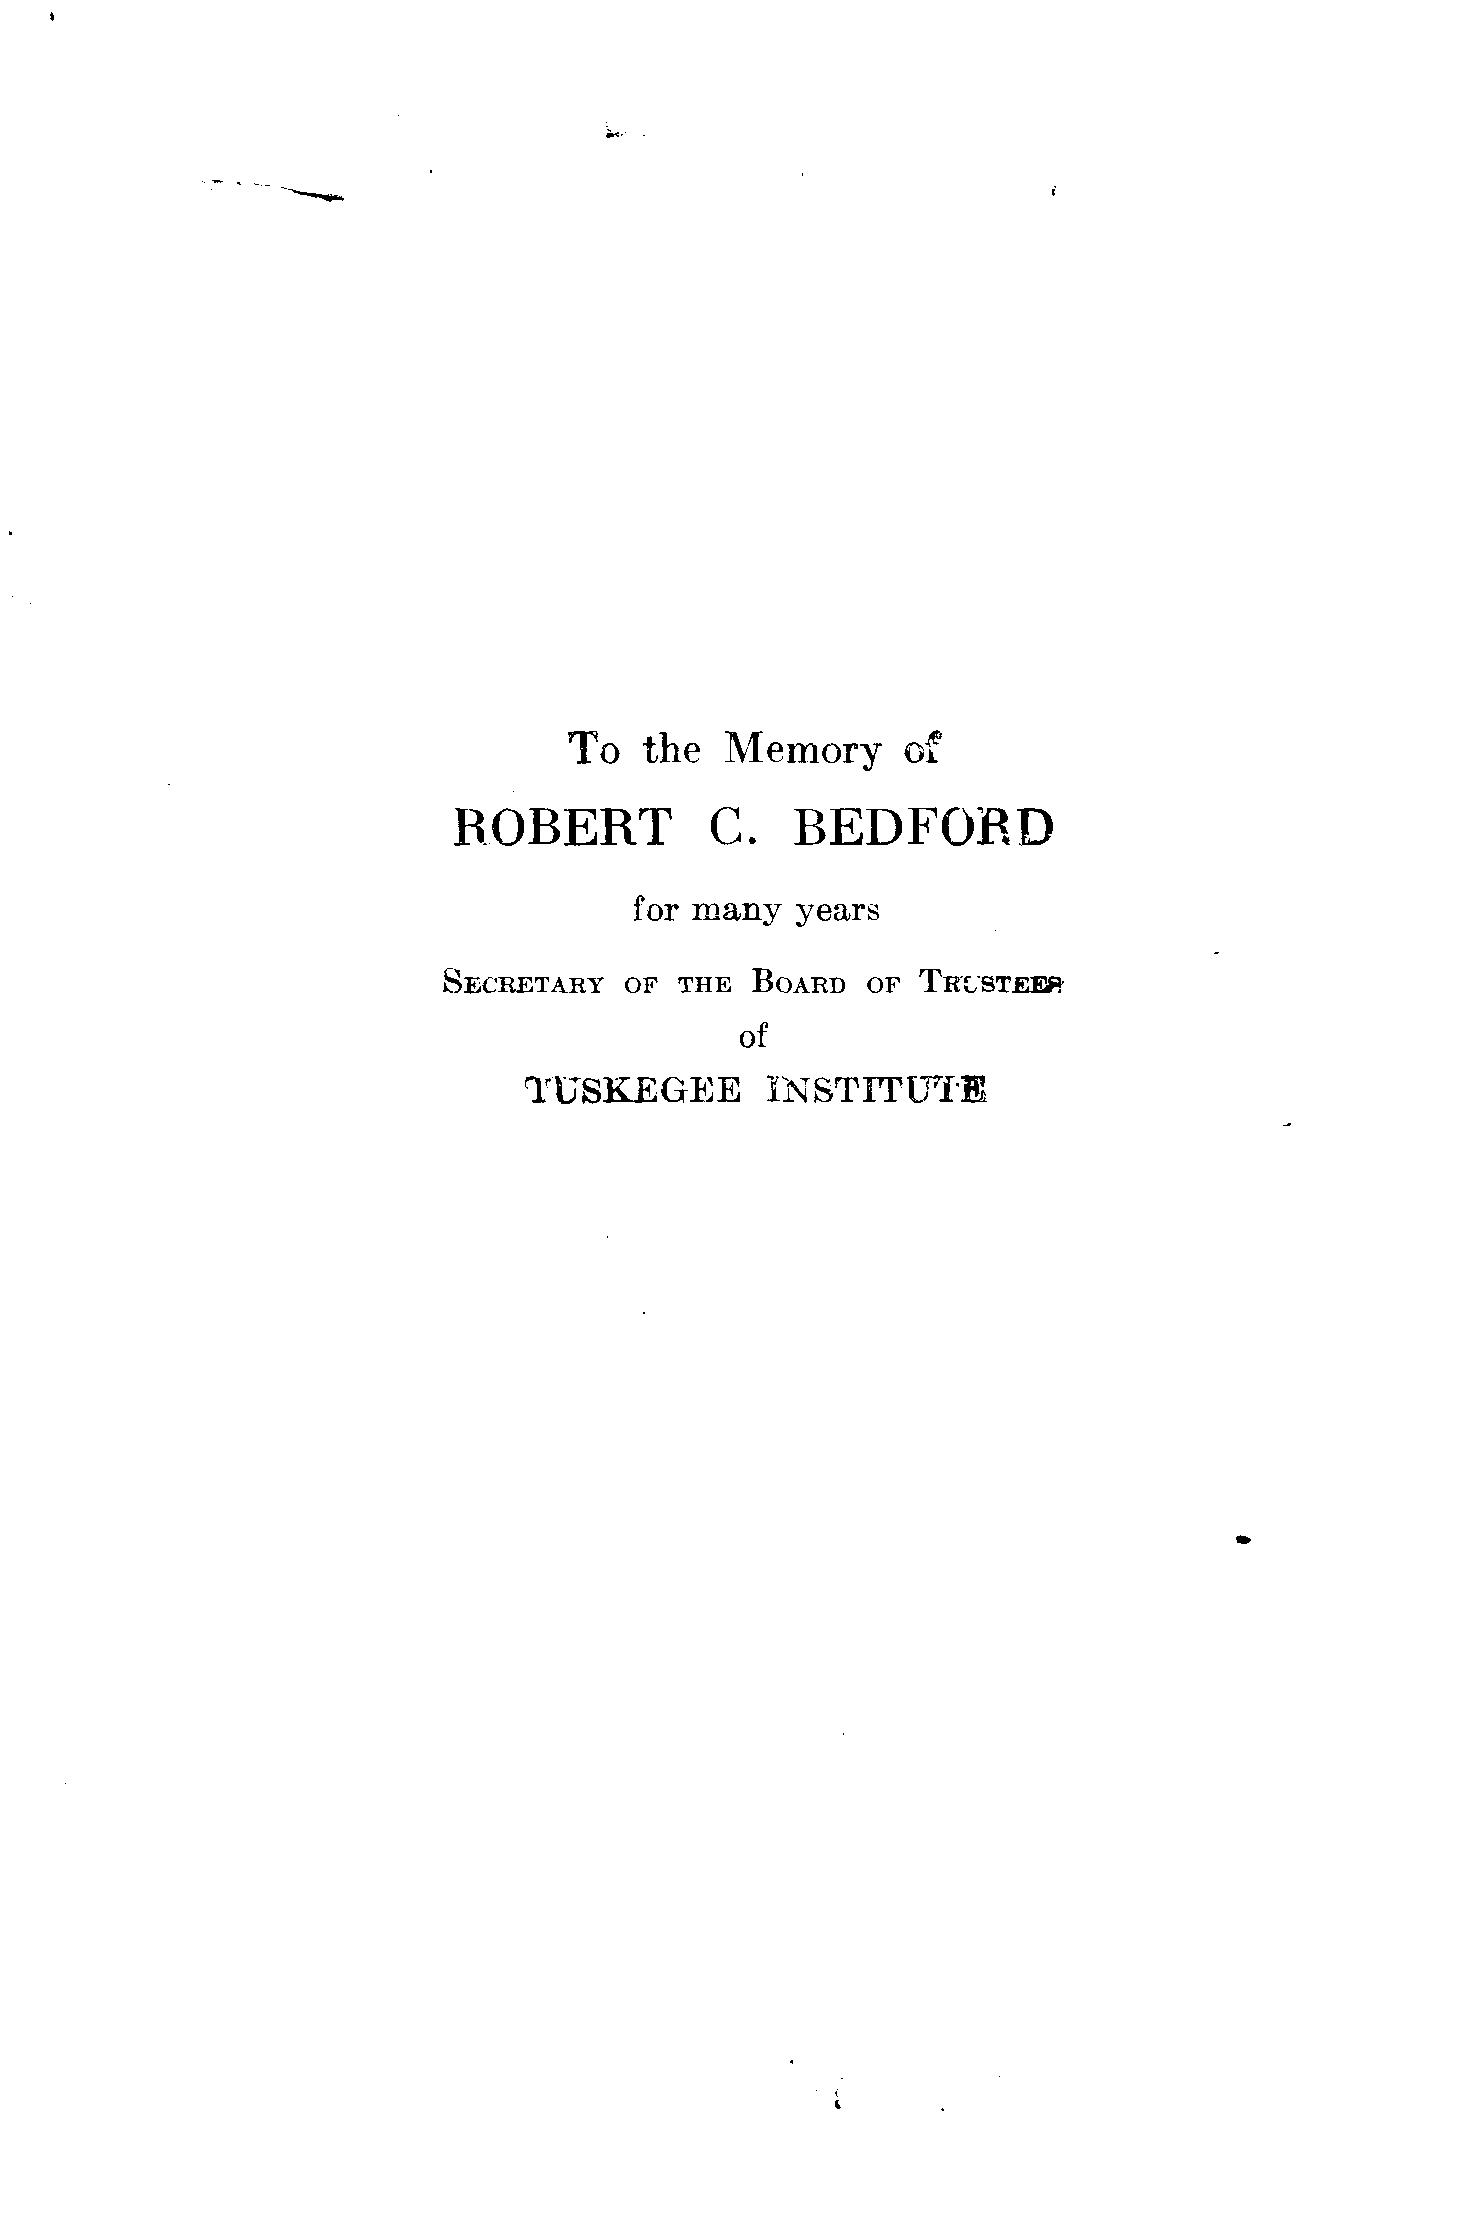 To the Memory of
ROBERT C. BEDFORD
for many years
SECRETARY OF THE BOARD OF TRUSTEES
of
TUSKEGEE INSTITUTE